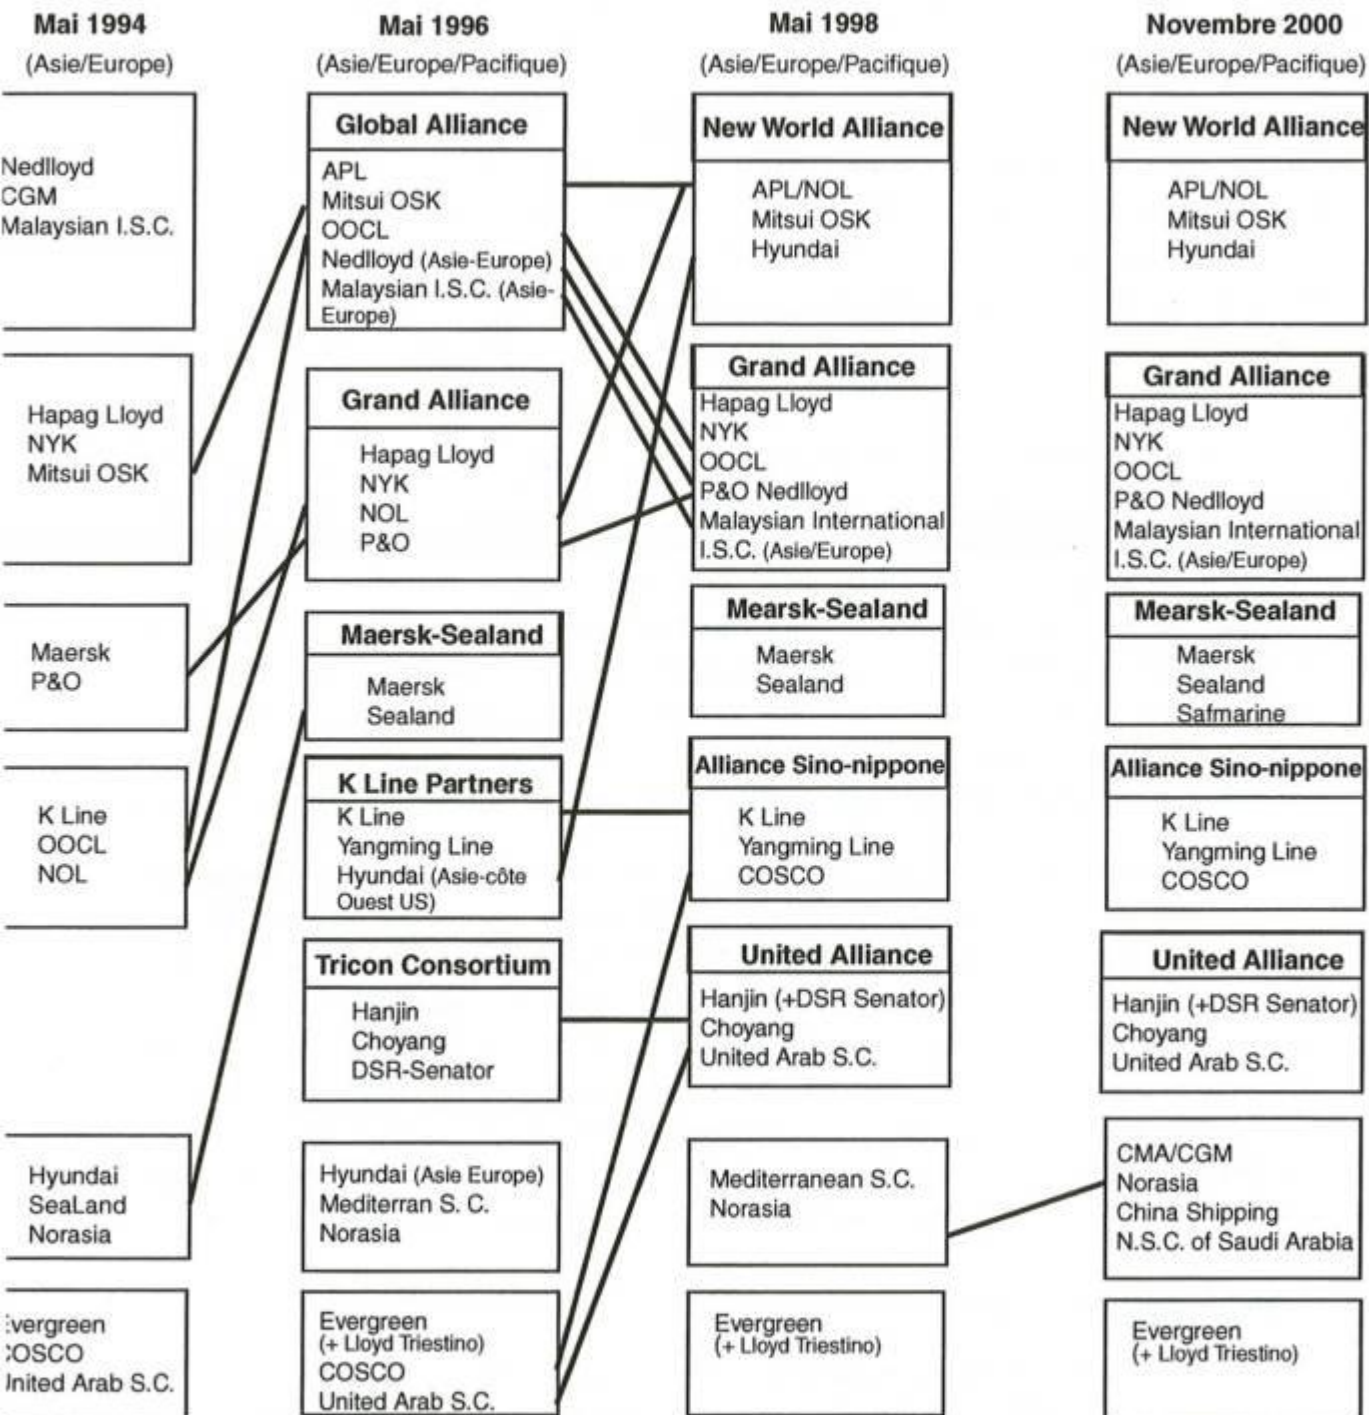 Mai 1994
(Asie/Europe)
Nedlloyd
CGM
Malaysian I.S.C.
Hapag Lloyd
NYK
Mitsui OSK
Maersk
P&O
K Line
OOCL
NOL
Hyundai
SeaLand
Norasia
Evergreen
COSCO
United Arab S.C.
Mai 1996
(Asie/Europe/Pacifique)
Global Alliance
APL
Mitsui OSK
OOCL
Nedlloyd (Asie-Europe)
Malaysian I.S.C. (Asie-
Europe)
Grand Alliance
Hapag Lloyd
NYK
NOL
P&O
Maersk-Sealand
Maersk
Sealand
K Line Partners
K Line
Yangming Line
Hyundai (Asie-côte
Ouest US)
Tricon Consortium
Hanjin
Choyang
DSR-Senator
Hyundai (Asie Europe)
Mediterran S. C.
Norasia
Evergreen
(+ Lloyd Triestino)
COSCO
United Arab S.C.
Mai 1998
(Asie/Europe/Pacifique)
New World Alliance
APL/NOL
Mitsui OSK
Hyundai
Grand Alliance
Hapag Lloyd
NYK
OOCL
P&O Nedlloyd
Malaysian International
I.S.C. (Asie/Europe)
Mearsk-Sealand
Maersk
Sealand
Alliance Sino-nippone
K Line
Yangming Line
COSCO
United Alliance
Hanjin (+DSR Senator)
Choyang
United Arab S.C.
Mediterranean S.C.
Norasia
Evergreen
(+ Lloyd Triestino)
Novembre 2000
(Asie/Europe/Pacifique)
New World Alliance
APL/NOL
Mitsui OSK
Hyundai
Grand Alliance
Hapag Lloyd
NYK
OOCL
P&O Nedlloyd
Malaysian International
I.S.C. (Asie/Europe)
Mearsk-Sealand
Maersk
Sealand
Safmarine
Alliance Sino-nippone
K Line
Yangming Line
COSCO
United Alliance
Hanjin (+DSR Senator)
Choyang
United Arab S.C.
CMA/CGM
Norasia
China Shipping
N.S.C. of Saudi Arabia
Evergreen
(+ Lloyd Triestino)